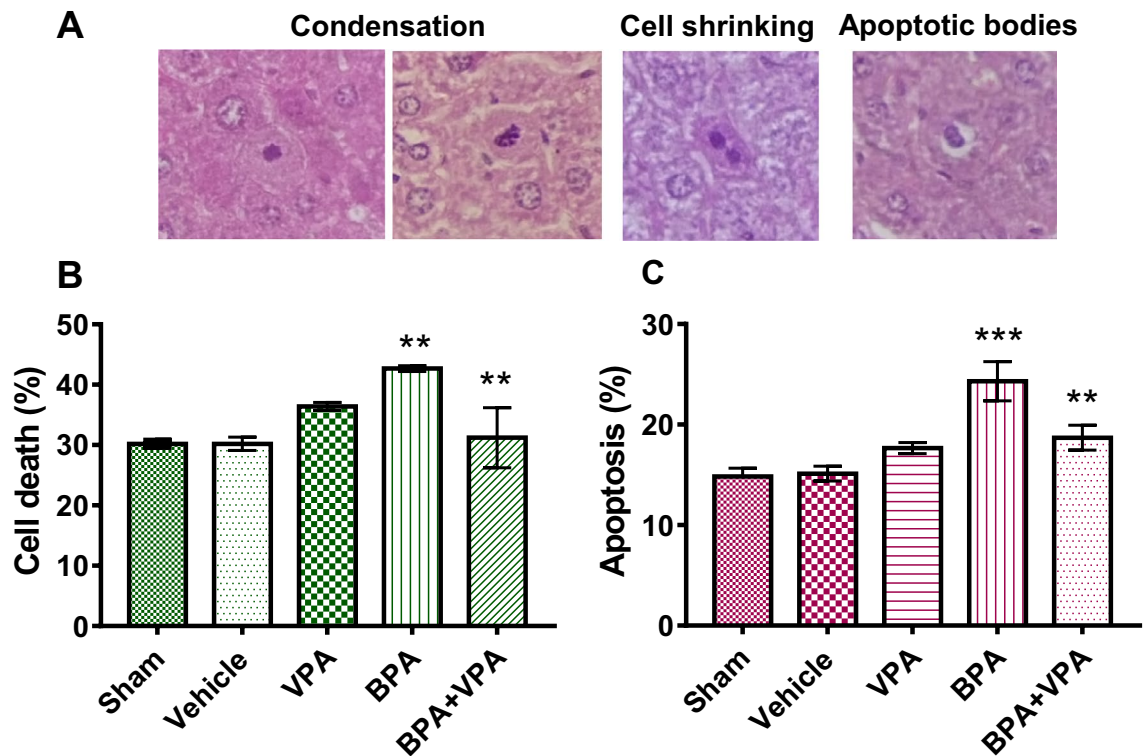 A
Condensation
Cell shrinking
Apoptotic bodies
B
Cell death (%)
50
40
30
20
10
0
**
**
Sham
Vehicle
VPA
BPA
BPA+VPA
C
Apoptosis (%)
30
20
10
0
***
**
Sham
Vehicle
VPA
BPA
BPA+VPA